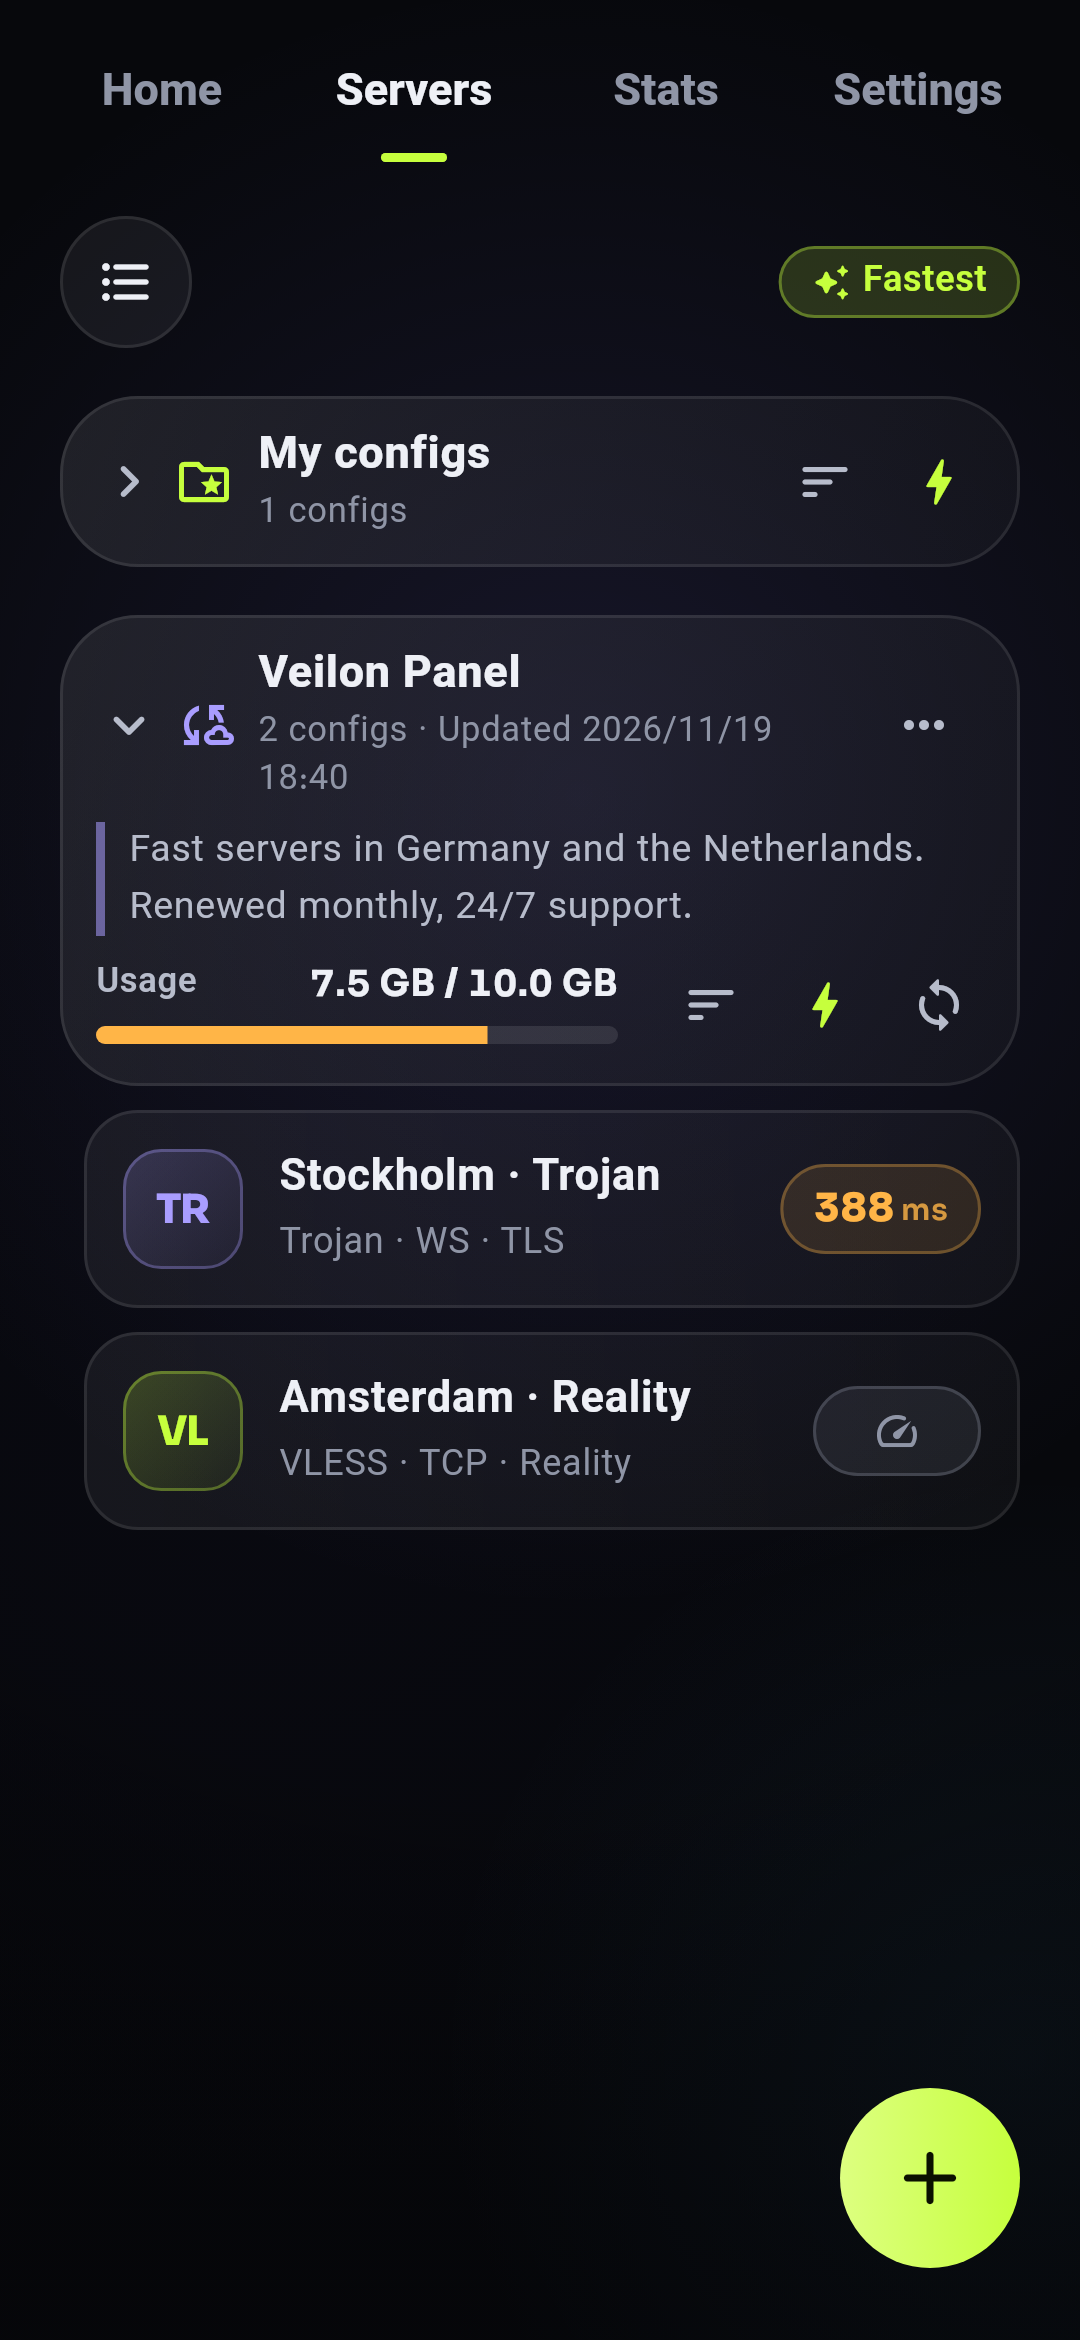 Home Servers Stats Settings
Fastest
My configs
1 configs
Veilon Panel
2 configs · Updated 2026/11/19
18:40
Fast servers in Germany and the Netherlands.
Renewed monthly, 24/7 support.
Usage 7.5 GB / 10.0 GB
TR
Stockholm · Trojan
Trojan · WS · TLS
388 ms
VL
Amsterdam · Reality
VLESS · TCP · Reality